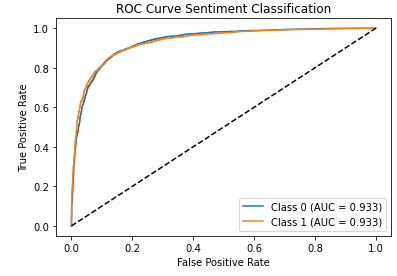 ROC Curve Sentiment Classification
True Positive Rate
1.0
0.8
0.6
0.4
0.2
0.0
Class 0 (AUC = 0.933)
Class 1 (AUC = 0.933)
0.0 0.2 0.4 0.6 0.8 1.0
False Positive Rate